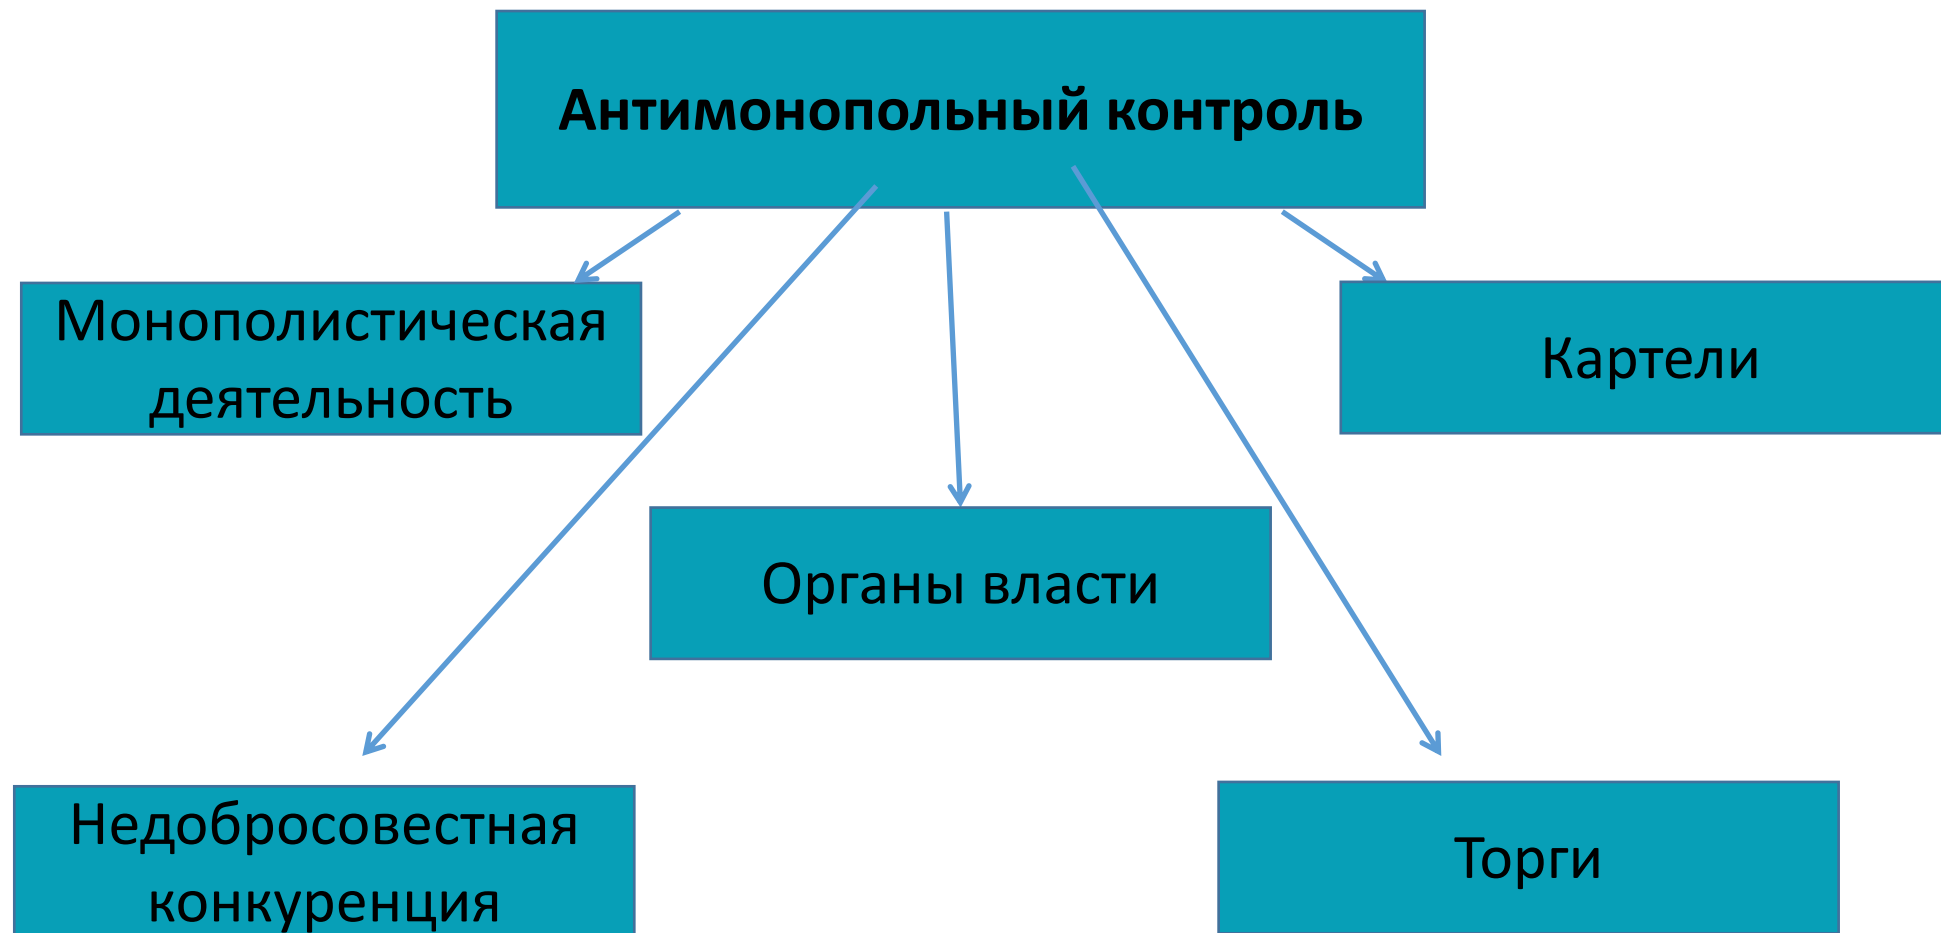 Антимонопольный контроль
Монополистическая
деятельность
Картели
Органы власти
Недобросовестная
конкуренция
Торги